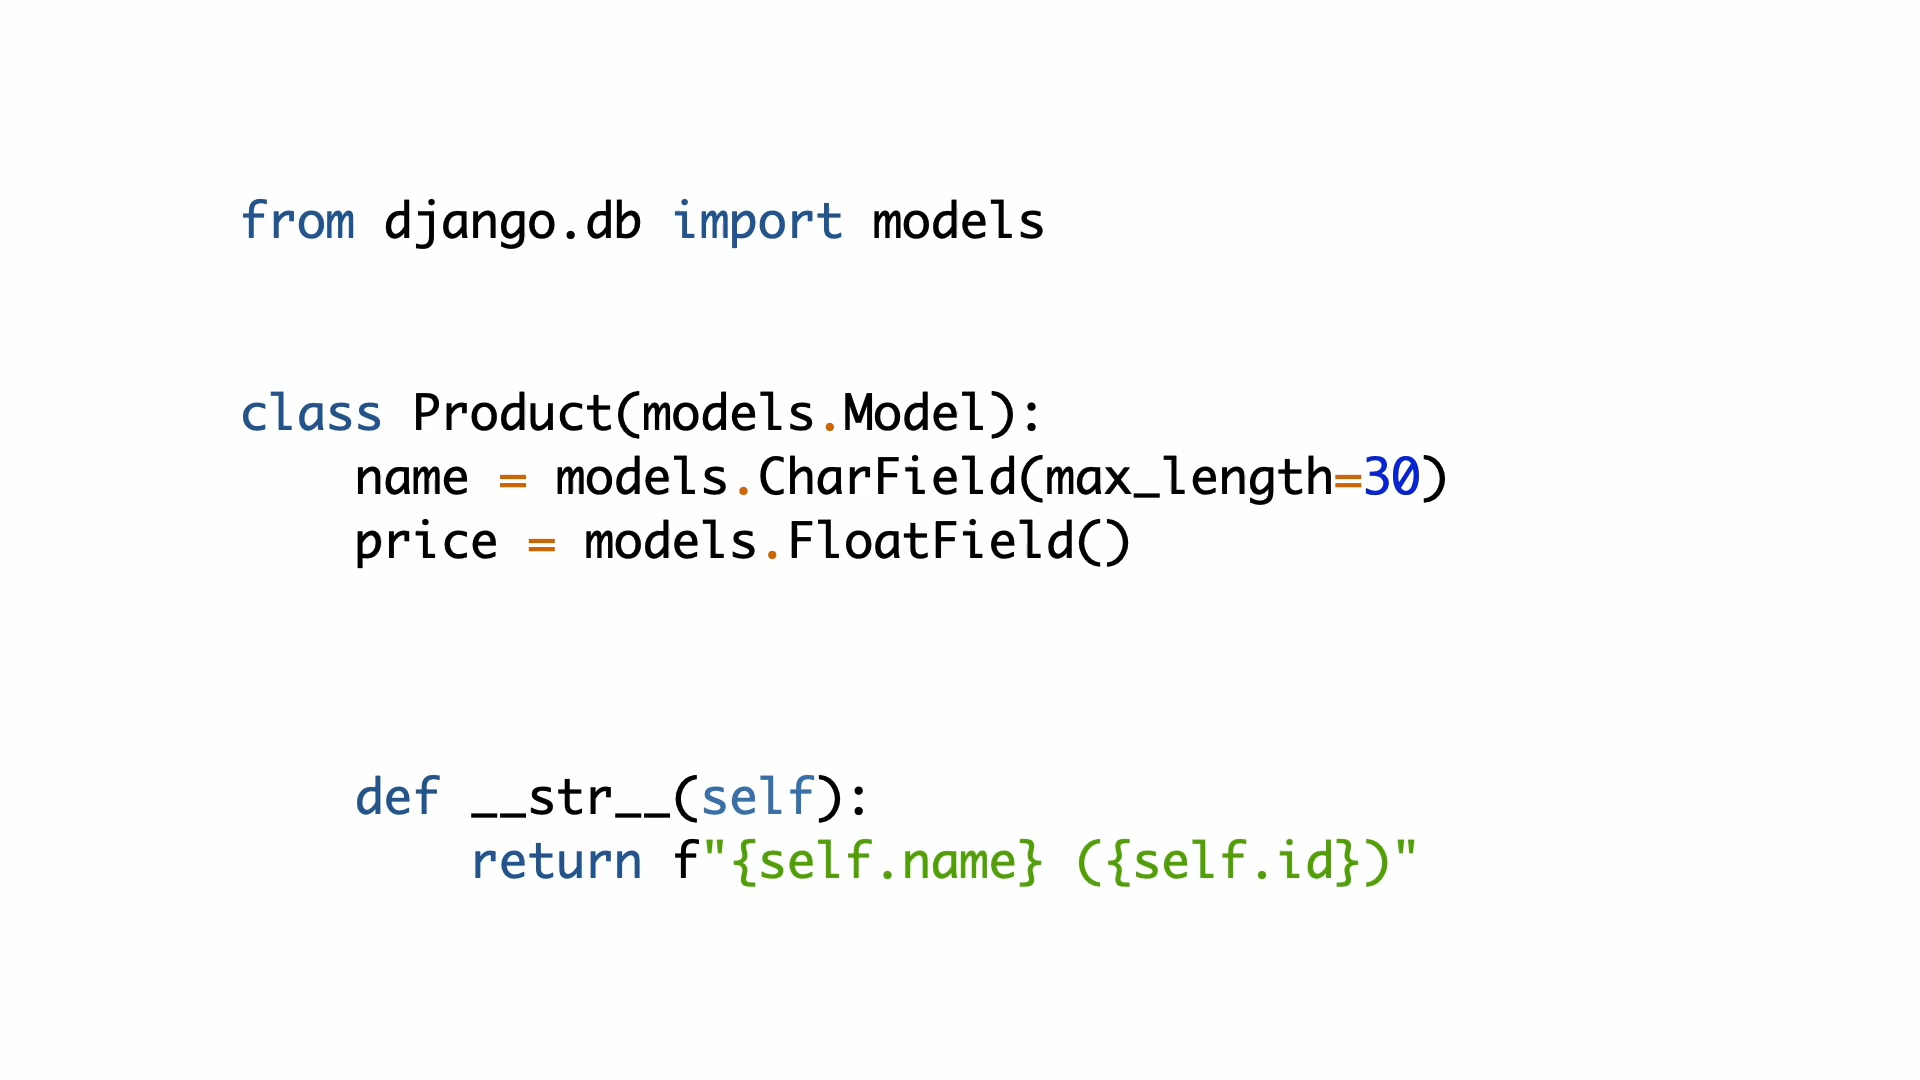 from django.db import models
class Product(models.Model):
    name = models.CharField(max_length=30)
    price = models.FloatField()
    def __str__(self):
        return f"{self.name} ({self.id})"